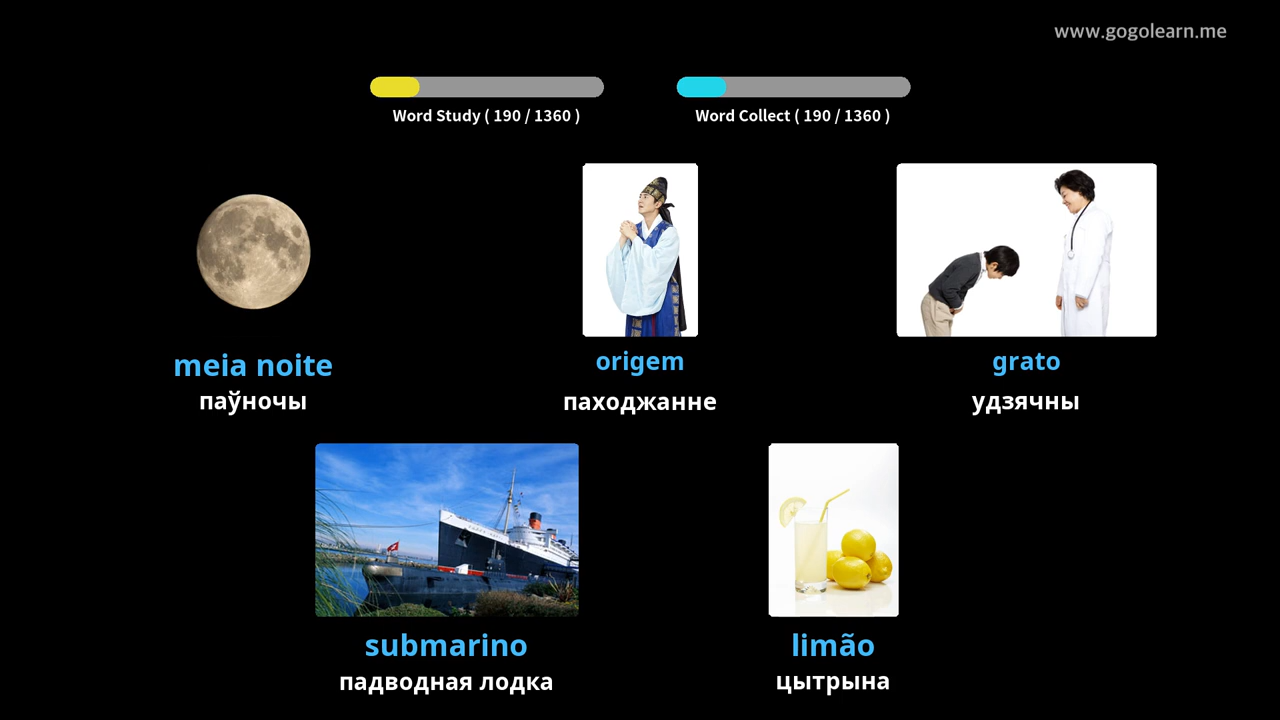 www.gogolearn.me
Word Study ( 190 / 1360 )
Word Collect ( 190 / 1360 )
meia noite
паўночы
origem
паходжанне
grato
удзячны
submarino
падводная лодка
limão
цытрына